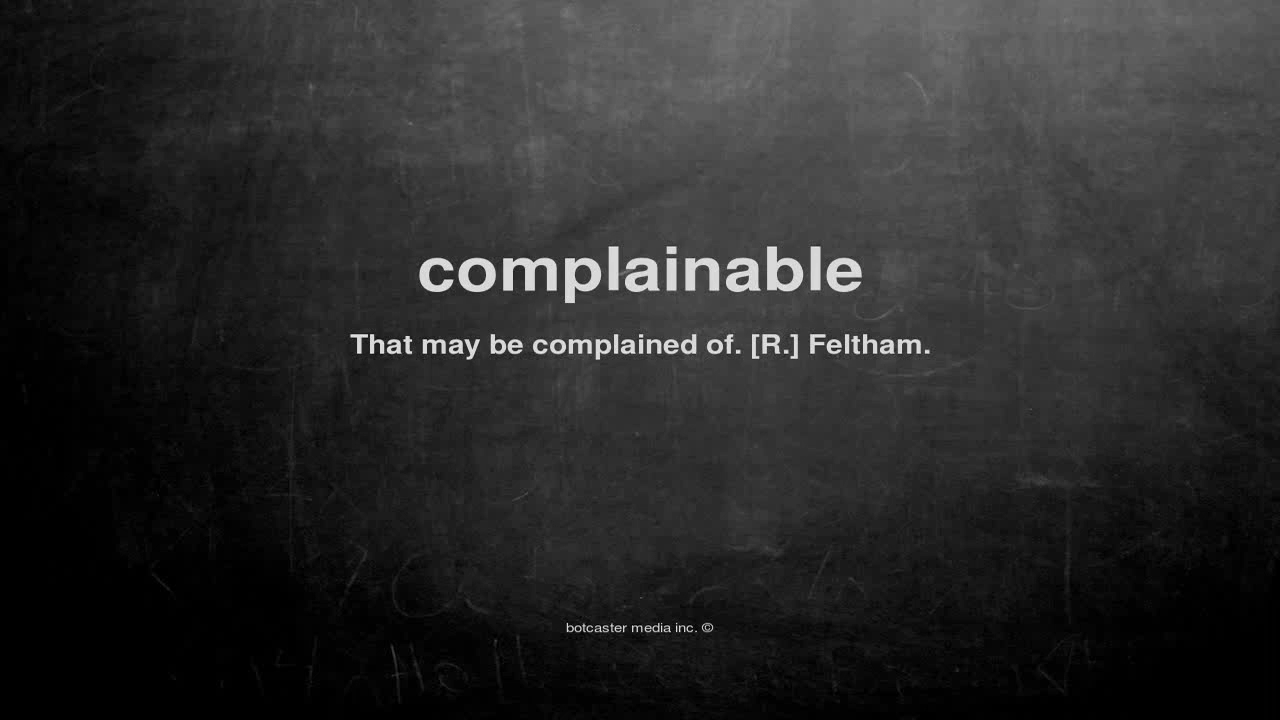 complainable
That may be complained of. [R.] Feltham.
botcaster media inc. ©